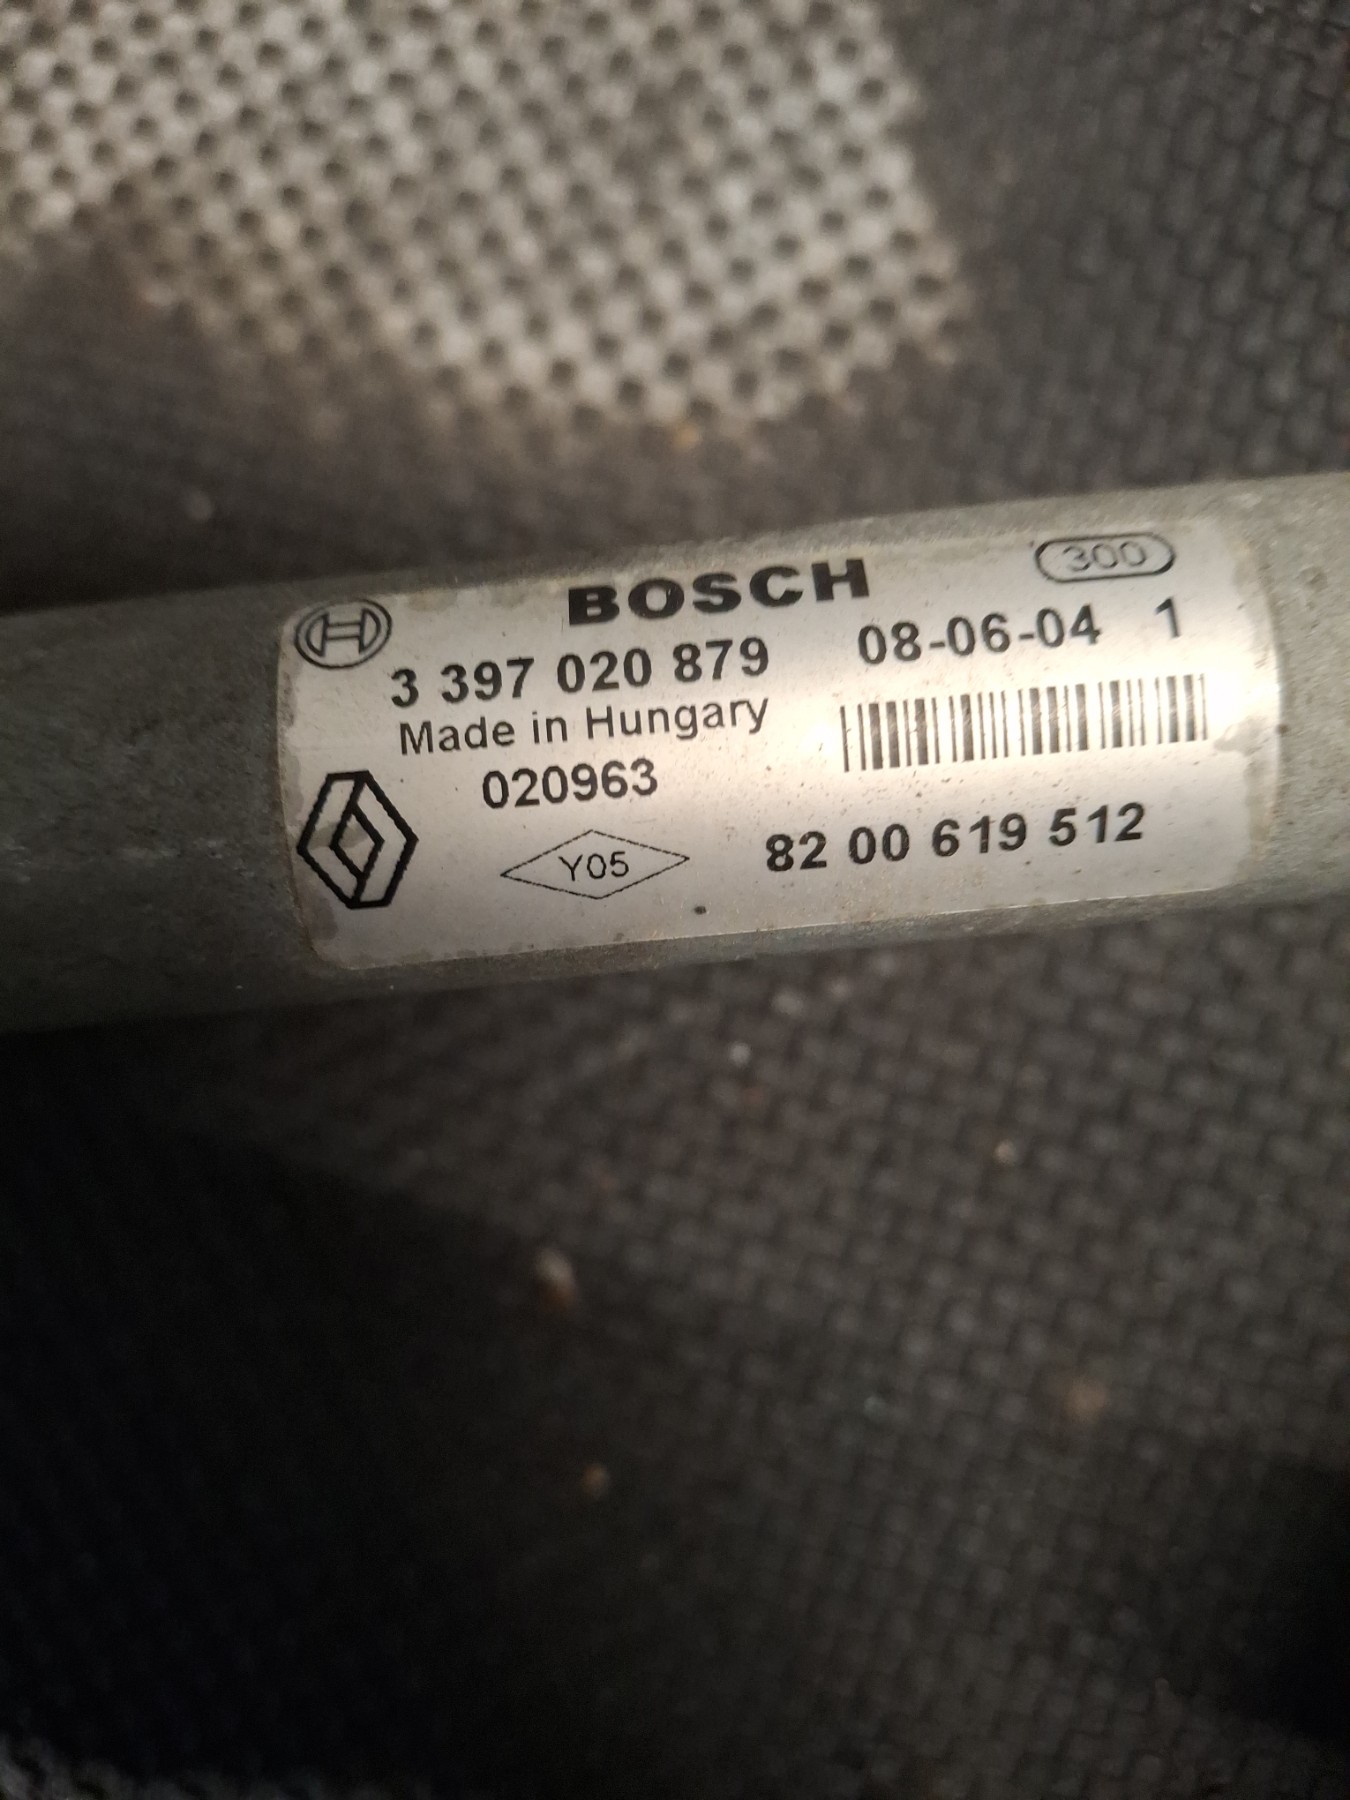 BOSCH 300
3 397 020 879 08-06-04 1
Made in Hungary
020963
Y05 82 00 619 512